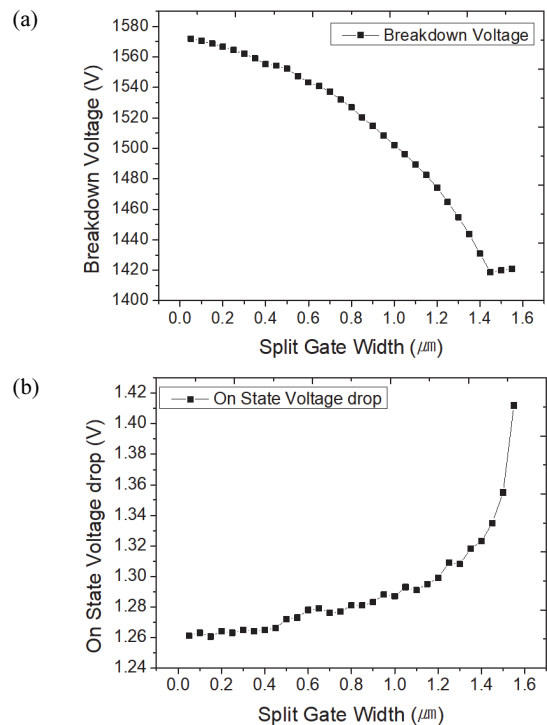 (a)
Breakdown Voltage
1580
1560
1540
1520
1500
1480
1460
1440
1420
1400
Breakdown Voltage (V)
0.0 0.2 0.4 0.6 0.8 1.0 1.2 1.4 1.6
Split Gate Width (㎛)
(b)
On State Voltage drop
1.42
1.40
1.38
1.36
1.34
1.32
1.30
1.28
1.26
1.24
On State Voltage drop (V)
0.0 0.2 0.4 0.6 0.8 1.0 1.2 1.4 1.6
Split Gate Width (㎛)